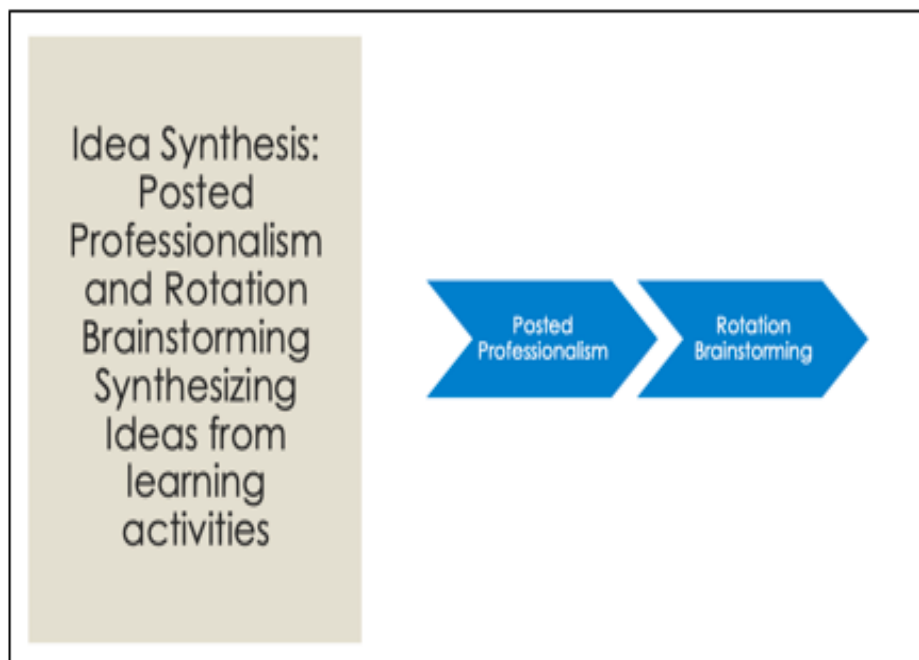 Idea Synthesis:
Posted
Professionalism
and Rotation
Brainstorming
Synthesizing
Ideas from
learning
activities
Posted
Professionalism
Rotation
Brainstorming